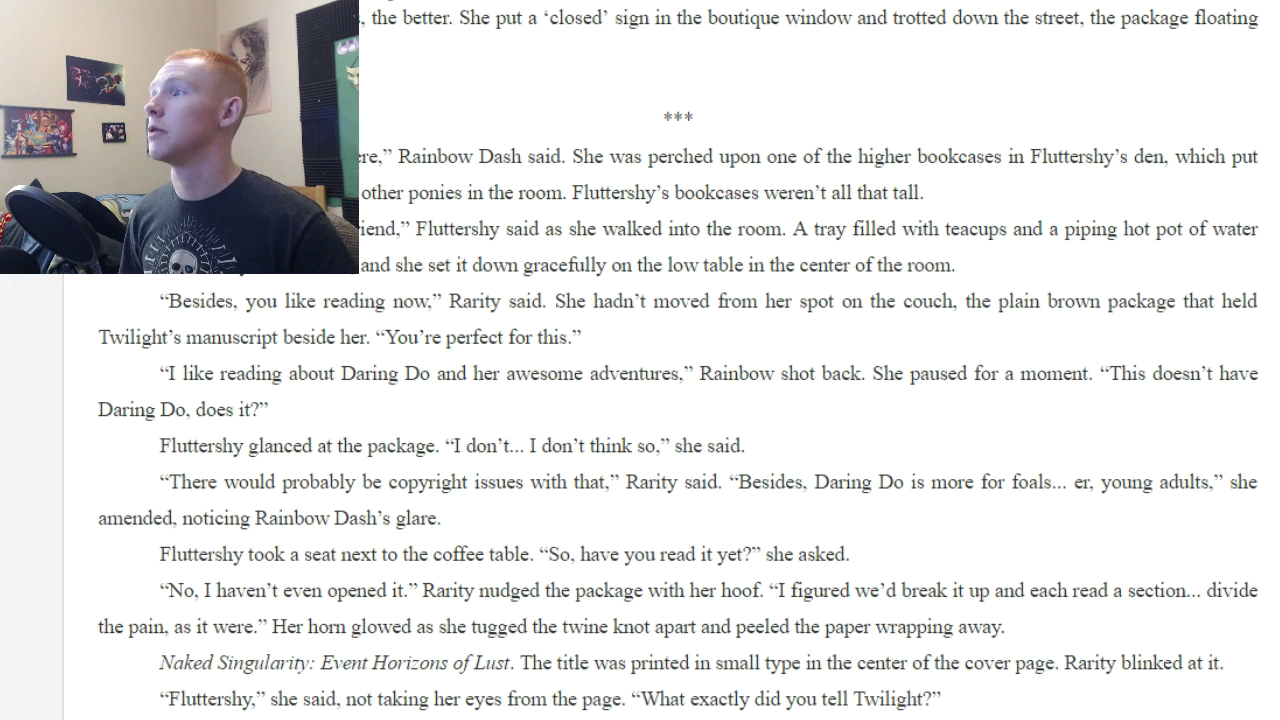 , the better. She put a ‘closed’ sign in the boutique window and trotted down the street, the package floating
***
re,” Rainbow Dash said. She was perched upon one of the higher bookcases in Fluttershy’s den, which put
other ponies in the room. Fluttershy’s bookcases weren’t all that tall.
iend,” Fluttershy said as she walked into the room. A tray filled with teacups and a piping hot pot of water
and she set it down gracefully on the low table in the center of the room.
“Besides, you like reading now,” Rarity said. She hadn’t moved from her spot on the couch, the plain brown package that held
Twilight’s manuscript beside her. “You’re perfect for this.”
“I like reading about Daring Do and her awesome adventures,” Rainbow shot back. She paused for a moment. “This doesn’t have
Daring Do, does it?”
Fluttershy glanced at the package. “I don’t... I don’t think so,” she said.
“There would probably be copyright issues with that,” Rarity said. “Besides, Daring Do is more for foals... er, young adults,” she
amended, noticing Rainbow Dash’s glare.
Fluttershy took a seat next to the coffee table. “So, have you read it yet?” she asked.
“No, I haven’t even opened it.” Rarity nudged the package with her hoof. “I figured we’d break it up and each read a section... divide
the pain, as it were.” Her horn glowed as she tugged the twine knot apart and peeled the paper wrapping away.
Naked Singularity: Event Horizons of Lust. The title was printed in small type in the center of the cover page. Rarity blinked at it.
“Fluttershy,” she said, not taking her eyes from the page. “What exactly did you tell Twilight?”